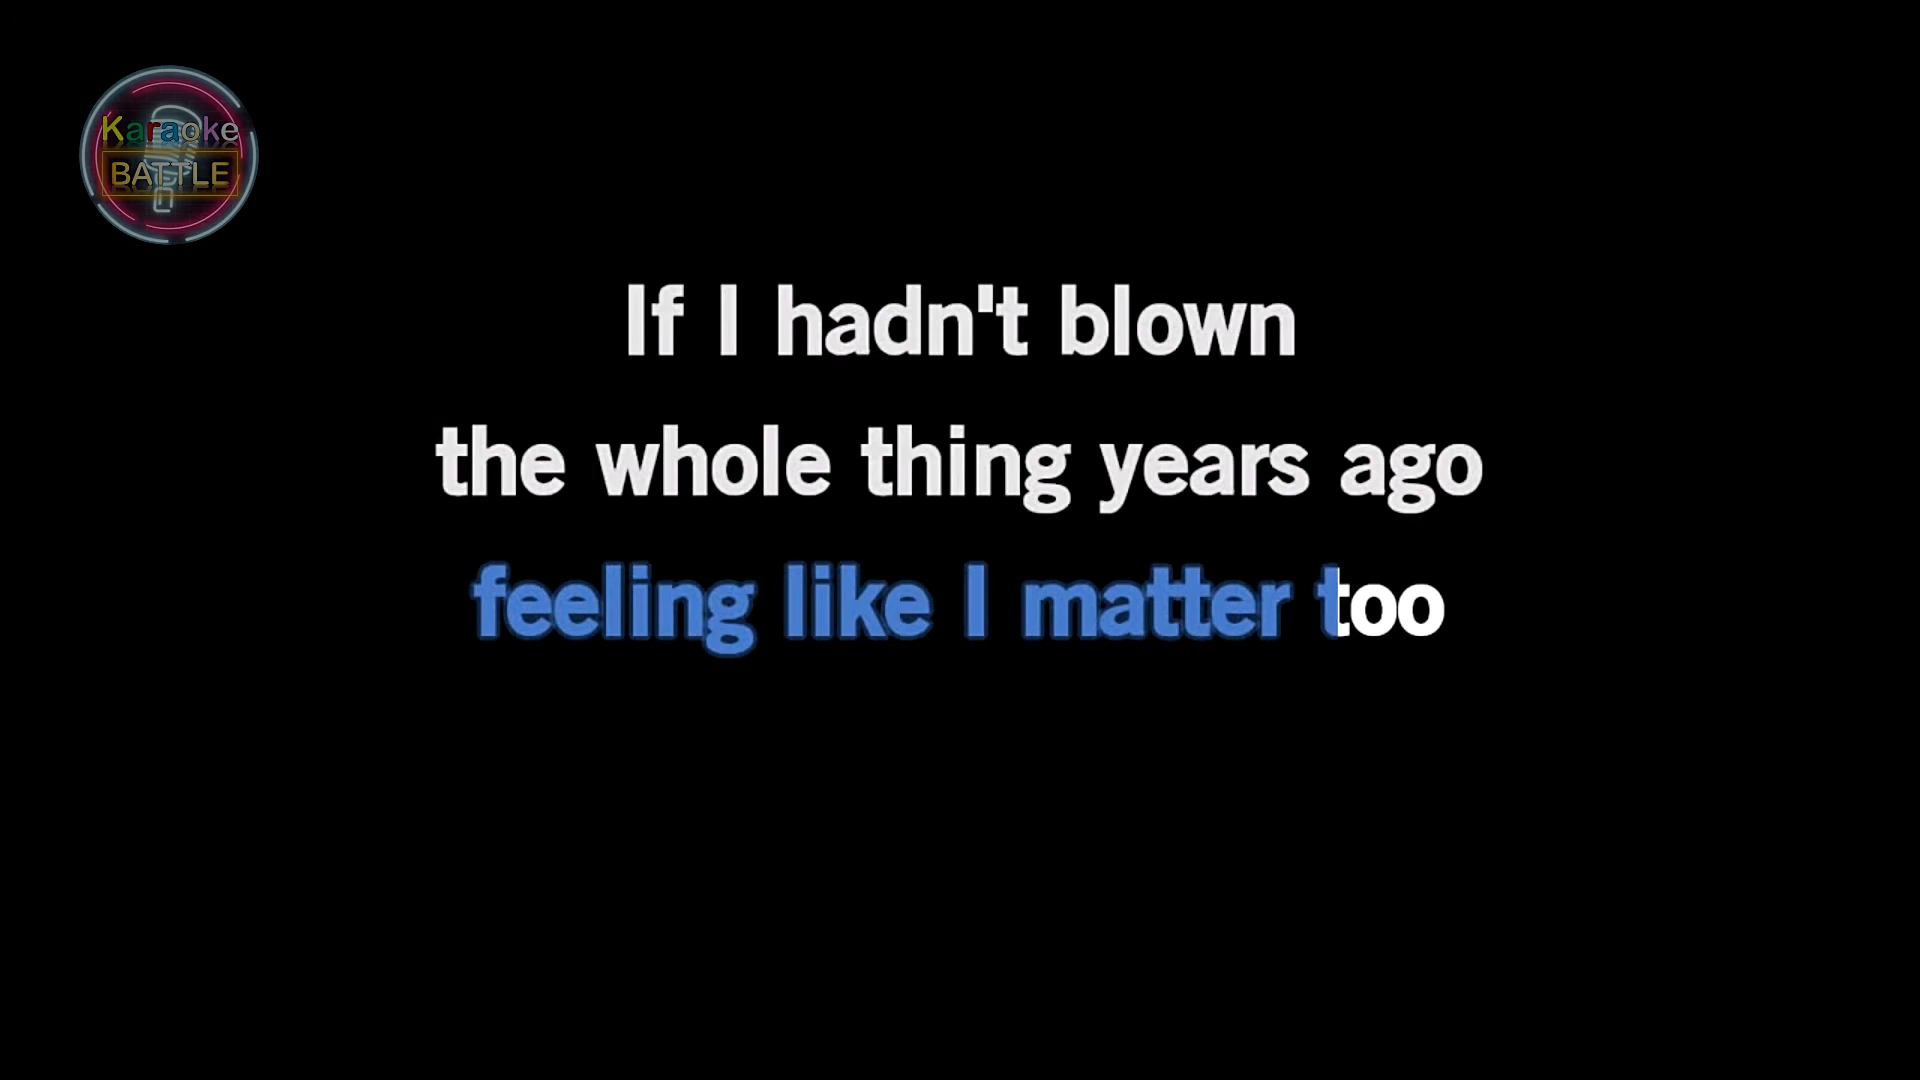 Karaoke
BATTLE
If I hadn't blown
the whole thing years ago
feeling like I matter too